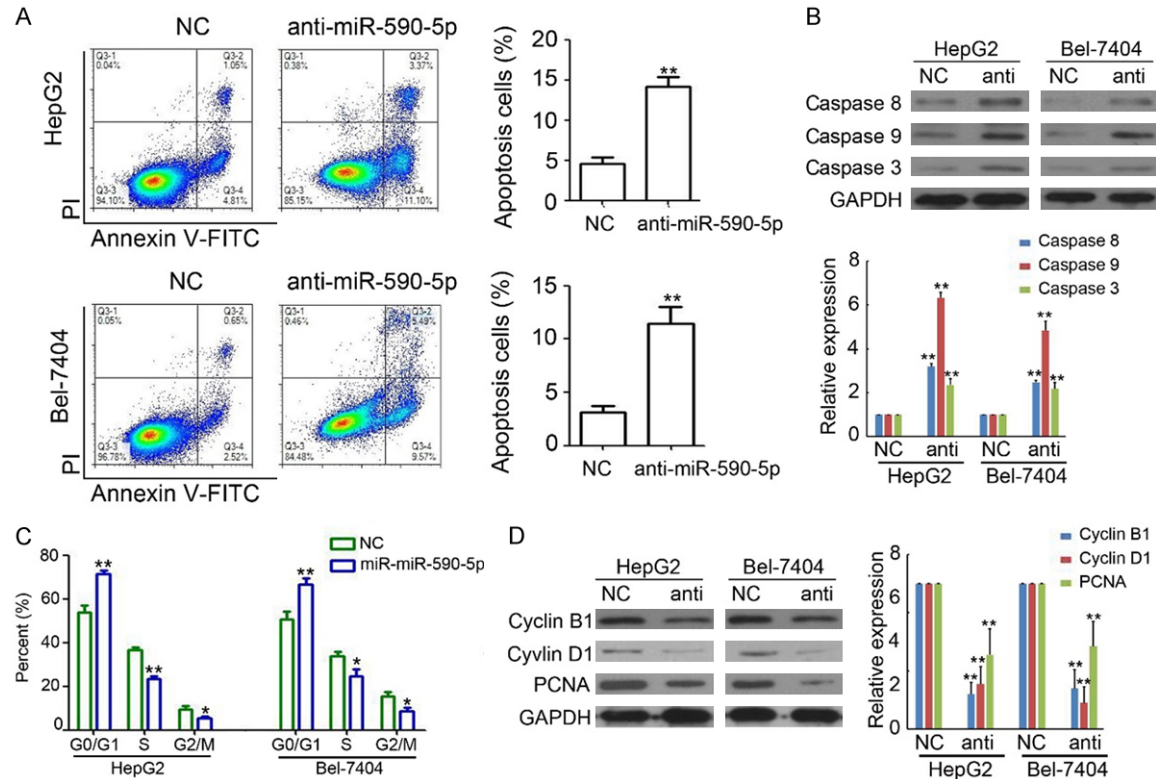 A
NC
anti-miR-590-5p
HepG2
Q3-1
0.04%
Q3-2
1.05%
Q3-3
94.10%
Q3-4
4.81%
Q3-1
0.38%
Q3-2
3.37%
Q3-3
85.15%
Q3-4
11.10%
PI
Annexin V-FITC
Apoptosis cells (%)
20
15
10
5
0
**
NC
anti-miR-590-5p
NC
anti-miR-590-5p
Bel-7404
Q3-1
0.05%
Q3-2
0.65%
Q3-3
96.78%
Q3-4
2.52%
Q3-1
0.46%
Q3-2
5.49%
Q3-3
84.48%
Q3-4
9.57%
PI
Annexin V-FITC
Apoptosis cells (%)
15
10
5
0
**
NC
anti-miR-590-5p
B
HepG2
Bel-7404
NC
anti
NC
anti
Caspase 8
Caspase 9
Caspase 3
GAPDH
Caspase 8
Caspase 9
Caspase 3
Relative expression
8
6
4
2
0
**
**
**
**
**
**
NC
anti
NC
anti
HepG2
Bel-7404
C
NC
miR-miR-590-5p
Percent (%)
80
60
40
20
0
**
**
*
**
*
*
G0/G1
S
G2/M
G0/G1
S
G2/M
HepG2
Bel-7404
D
HepG2
Bel-7404
NC
anti
NC
anti
Cyclin B1
Cyvlin D1
PCNA
GAPDH
Cyclin B1
Cyclin D1
PCNA
Relative expression
8
6
4
2
0
**
**
**
**
**
**
NC
anti
NC
anti
HepG2
Bel-7404